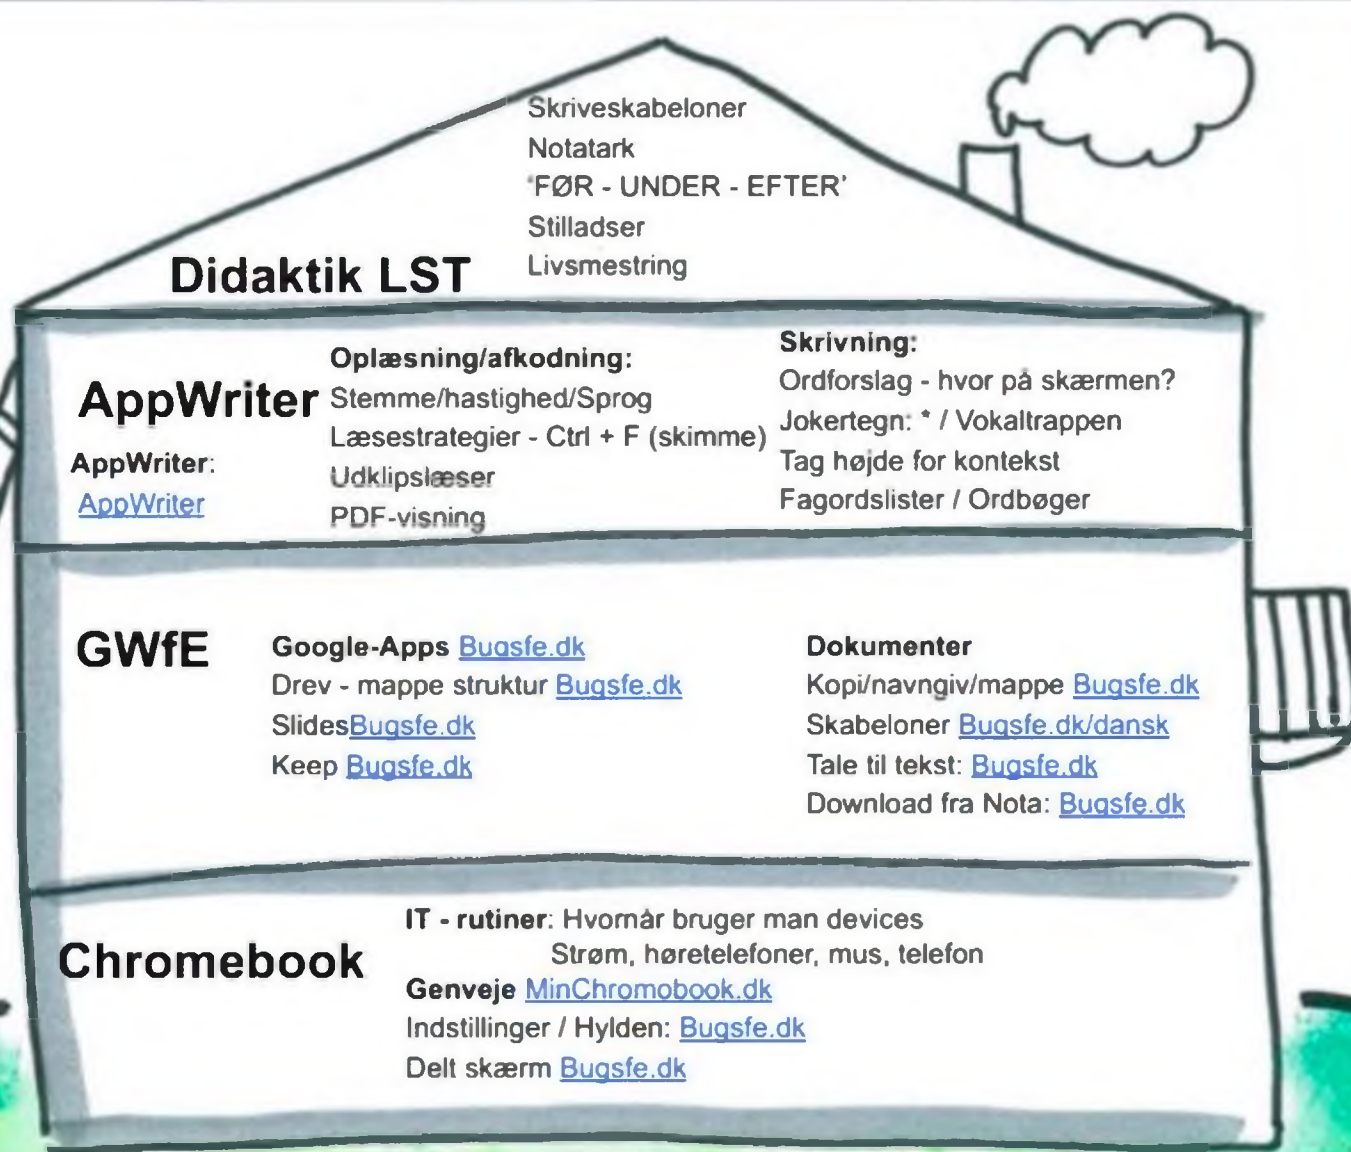 Skriveskabeloner
Notatark
'FØR - UNDER - EFTER'
Stilladser
Livsmestring
Didaktik LST
AppWriter
AppWriter:
AppWriter
Oplæsning/afkodning:
Stemme/hastighed/Sprog
Læsestrategier - Ctrl + F (skimme)
Udklipslæser
PDF-visning
Skrivning:
Ordforslag - hvor på skærmen?
Jokertegn: * / Vokaltrappen
Tag højde for kontekst
Fagordslister / Ordbøger
GWfE
Google-Apps Bugsfe.dk
Drev - mappe struktur Bugsfe.dk
SlidesBugsfe.dk
Keep Bugsfe.dk
Dokumenter
Kopi/navngiv/mappe Bugsfe.dk
Skabeloner Bugsfe.dk/dansk
Tale til tekst: Bugsfe.dk
Download fra Nota: Bugsfe.dk
Chromebook
IT - rutiner: Hvornår bruger man devices
Strøm, høretelefoner, mus, telefon
Genveje MinChromobook.dk
Indstillinger / Hylden: Bugsfe.dk
Delt skærm Bugsfe.dk